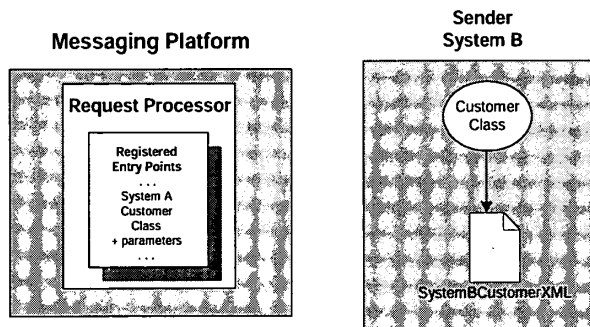 Messaging Platform
Request Processor
Registered
Entry Points
. . .
System A
Customer
Class
+ parameters
. . .
Sender
System B
Customer
Class
SystemBCustomerXML